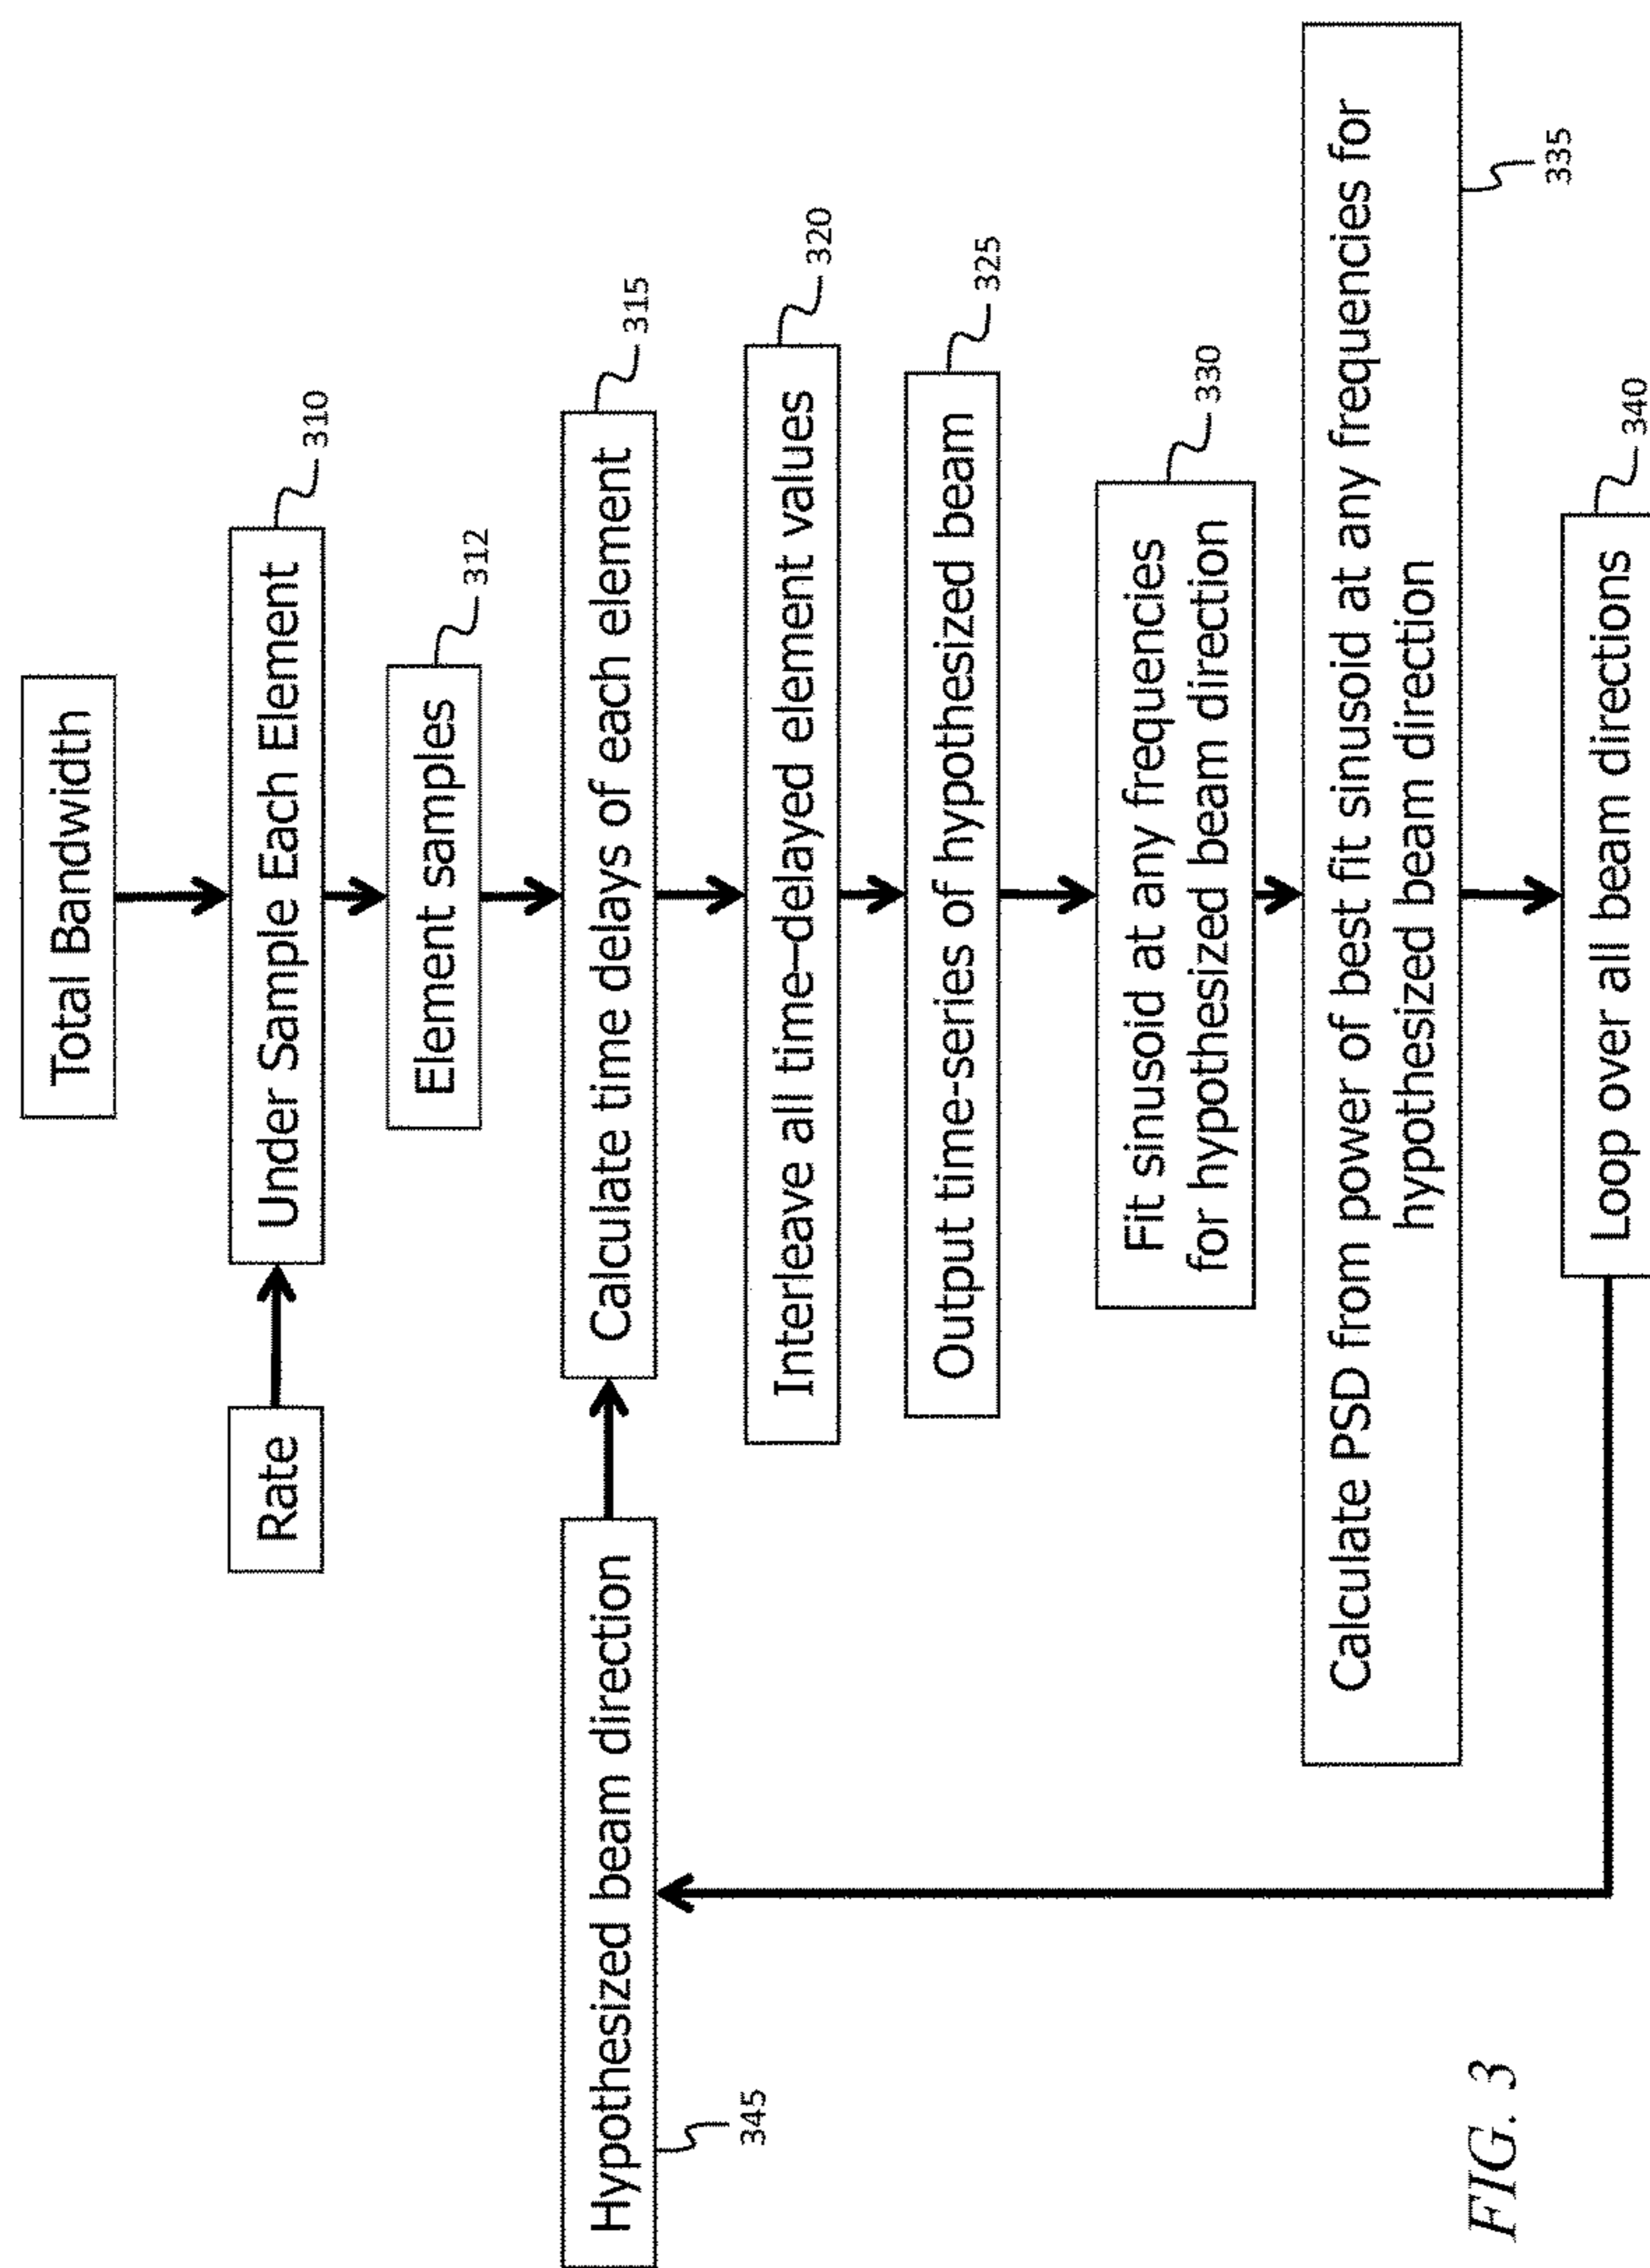 Total Bandwidth
Rate
Under Sample Each Element
310
Element samples
312
Hypothesized beam direction
345
Calculate time delays of each element
315
Interleave all time–delayed element values
320
Output time-series of hypothesized beam
325
Fit sinusoid at any frequencies
for hypothesized beam direction
330
Calculate PSD from power of best fit sinusoid at any frequencies for
hypothesized beam direction
335
Loop over all beam directions
340
FIG. 3